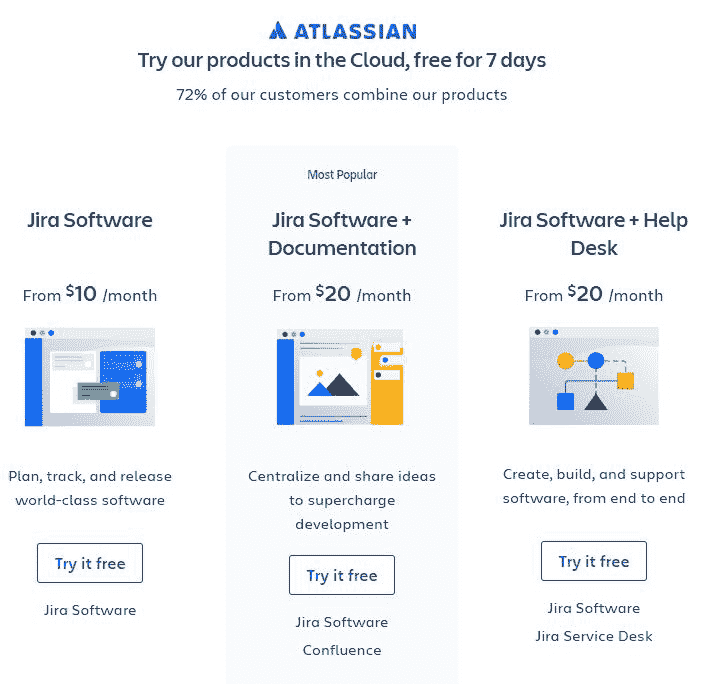 ATLASSIAN
Try our products in the Cloud, free for 7 days
72% of our customers combine our products
Jira Software
From $10 /month
Plan, track, and release
world-class software
Try it free
Jira Software
Most Popular
Jira Software +
Documentation
From $20 /month
Centralize and share ideas
to supercharge
development
Try it free
Jira Software
Confluence
Jira Software + Help
Desk
From $20 /month
Create, build, and support
software, from end to end
Try it free
Jira Software
Jira Service Desk